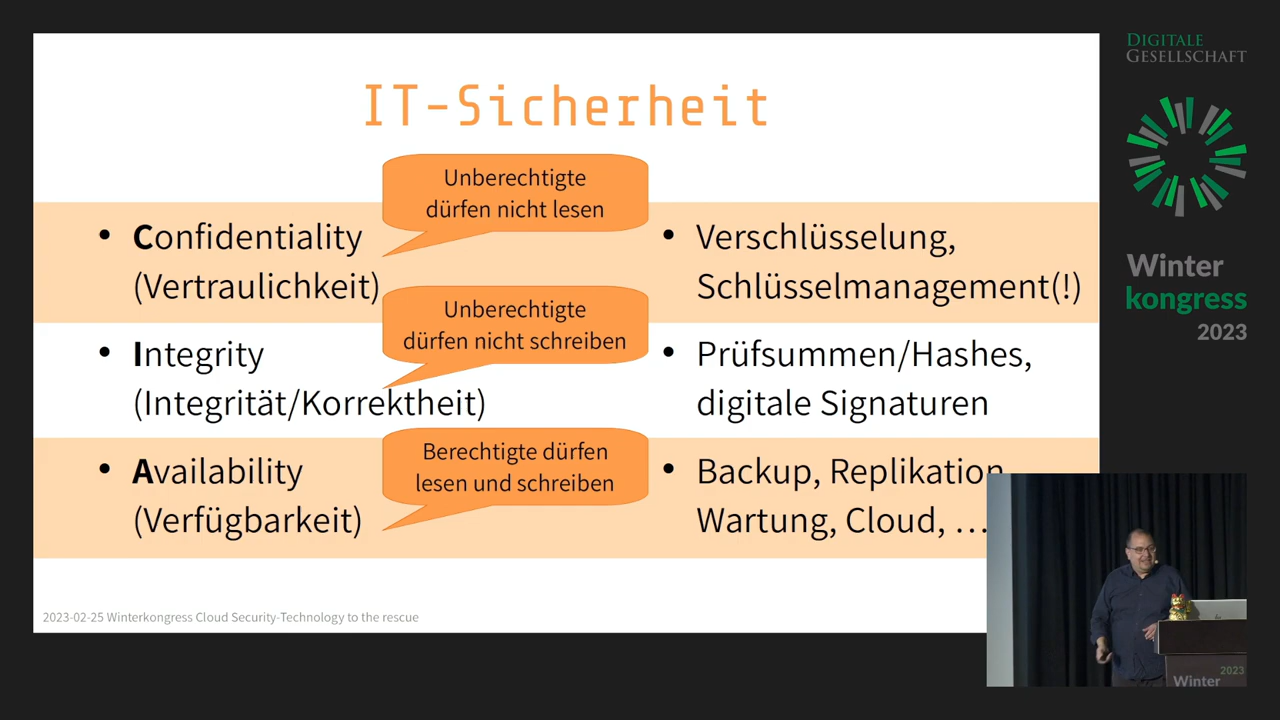 IT-Sicherheit
Unberechtigte
dürfen nicht lesen
• Confidentiality
(Vertraulichkeit)
• Verschlüsselung,
Schlüsselmanagement(!)
Unberechtigte
dürfen nicht schreiben
• Integrity
(Integrität/Korrektheit)
• Prüfsummen/Hashes,
digitale Signaturen
Berechtigte dürfen
lesen und schreiben
• Availability
(Verfügbarkeit)
• Backup, Replikation
Wartung, Cloud, …
2023-02-25 Winterkongress Cloud Security-Technology to the rescue
DIGITALE
GESELLSCHAFT
Winter
kongress
2023
2023
Winter